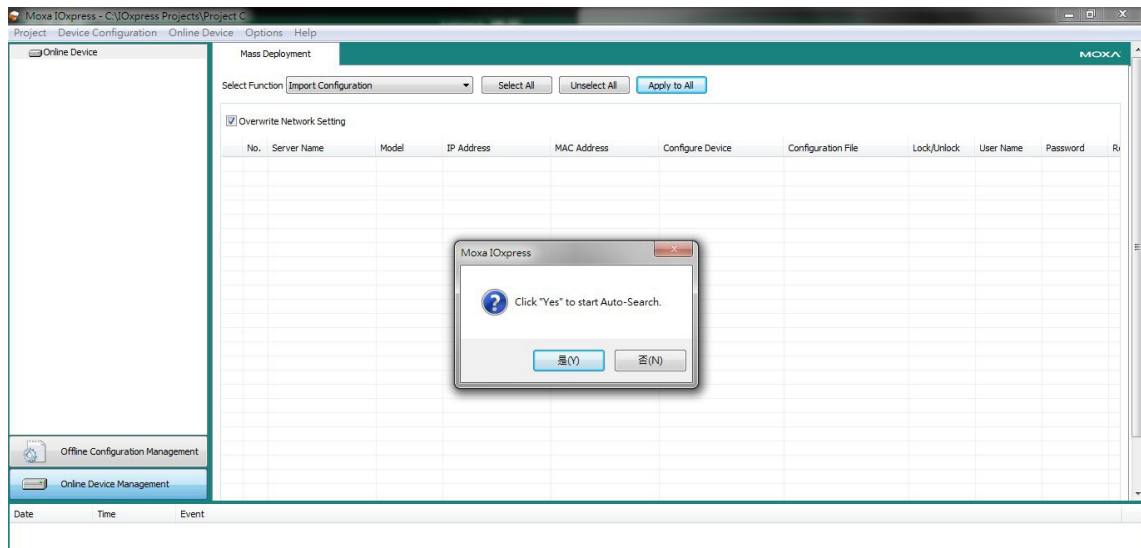 Moxa IOxpress - C:\IOxpress Projects\Project C
Project Device Configuration Online Device Options Help
Online Device
Mass Deployment
MOXA
Select Function Import Configuration Select All Unselect All Apply to All
Overwrite Network Setting
No. Server Name Model IP Address MAC Address Configure Device Configuration File Lock/Unlock User Name Password
Moxa IOxpress
Click "Yes" to start Auto-Search.
是(Y) 否(N)
Offline Configuration Management
Online Device Management
Date Time Event